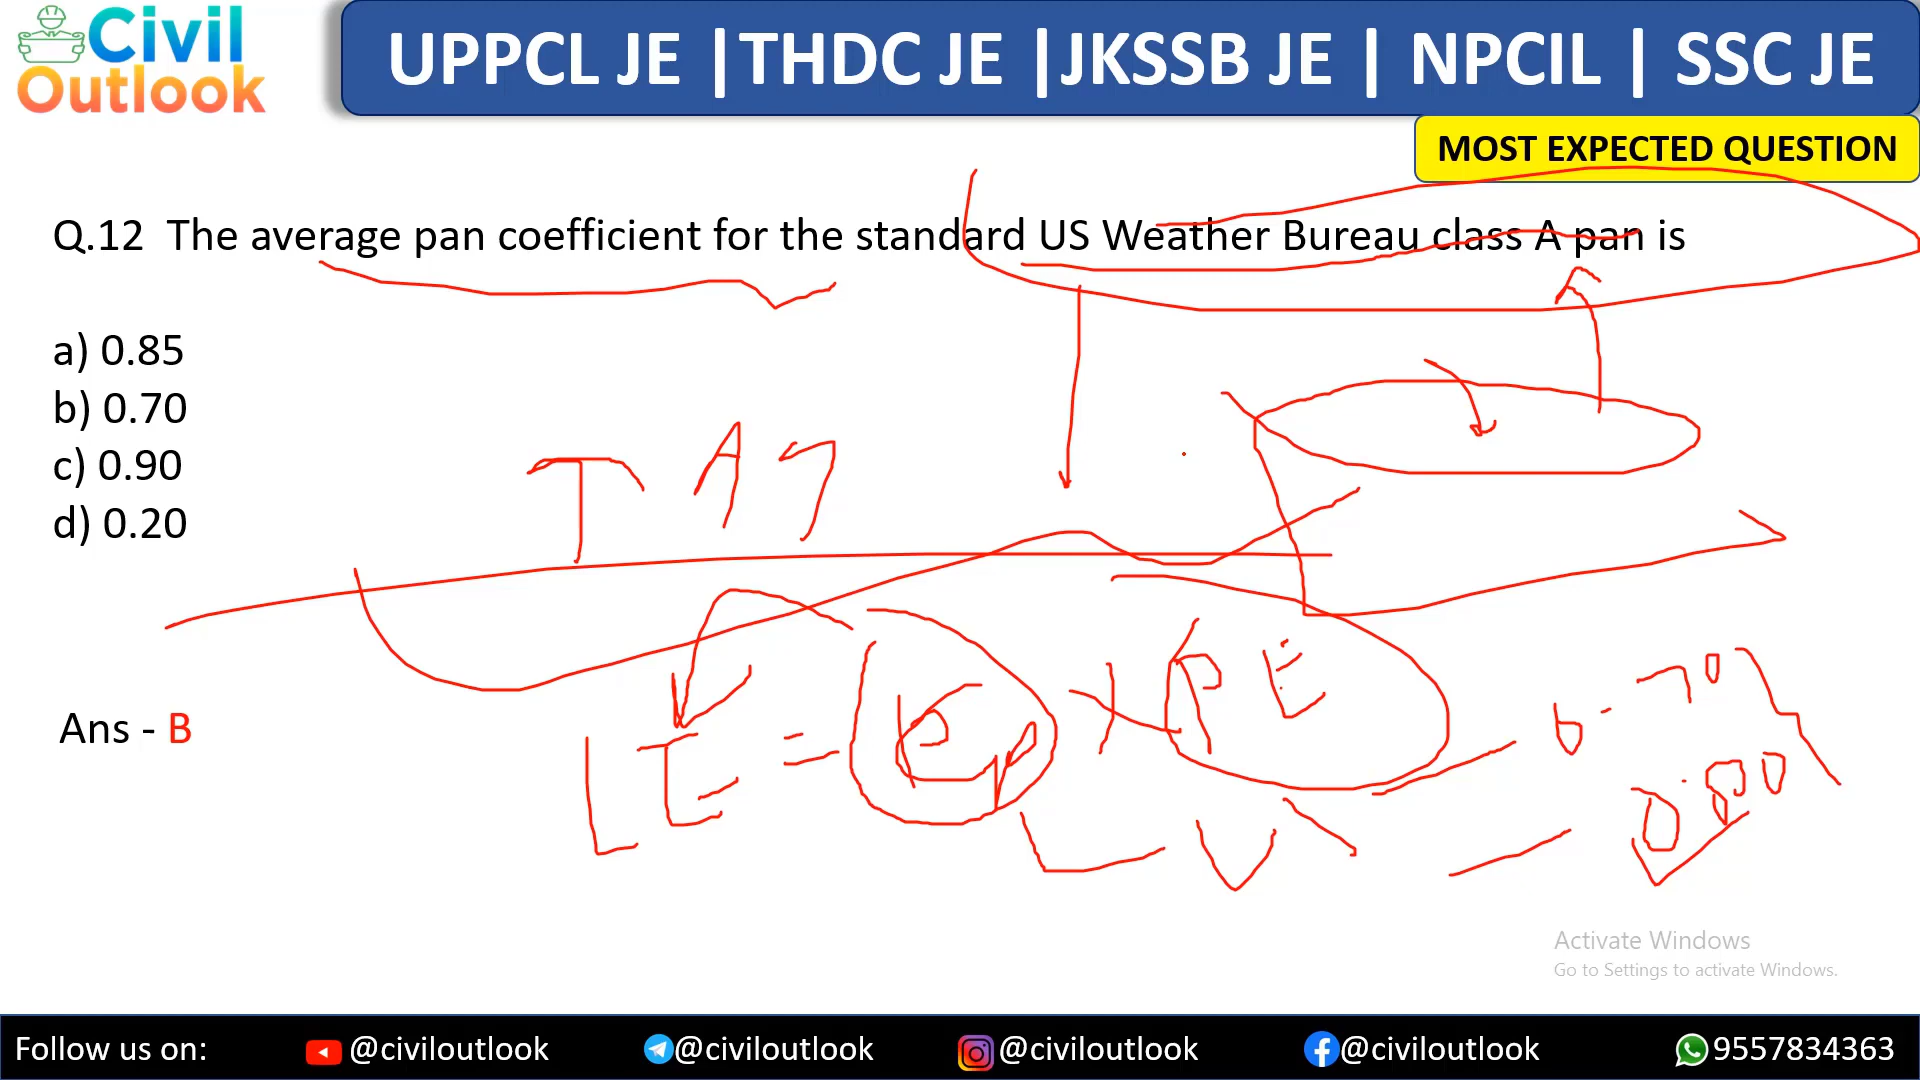 Civil
Outlook
UPPCL JE | THDC JE | JKSSB JE | NPCIL | SSC JE
MOST EXPECTED QUESTION
Q.12 The average pan coefficient for the standard US Weather Bureau class A pan is
a) 0.85
b) 0.70
c) 0.90
d) 0.20
Ans - B
LE = Kp × PE
0.70
0.80
Activate Windows
Go to Settings to activate Windows.
Follow us on: @civiloutlook @civiloutlook @civiloutlook @civiloutlook 9557834363